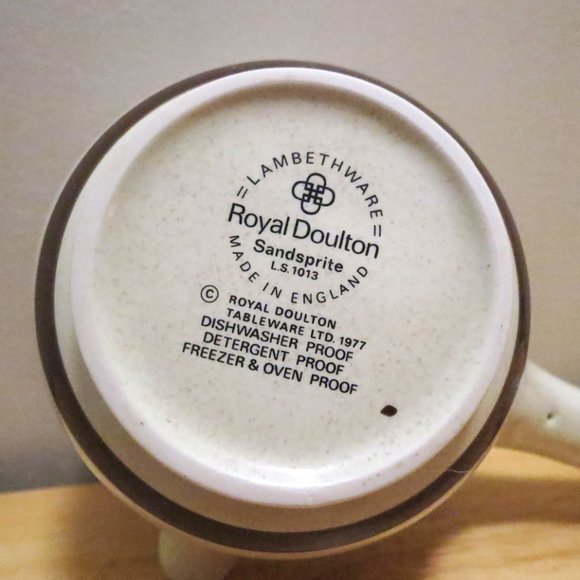 =LAMBETHWARE=
Royal Doulton
Sandsprite
L.S.1013
MADE IN ENGLAND
© ROYAL DOULTON
TABLEWARE LTD. 1977
DISHWASHER PROOF
DETERGENT PROOF
FREEZER & OVEN PROOF